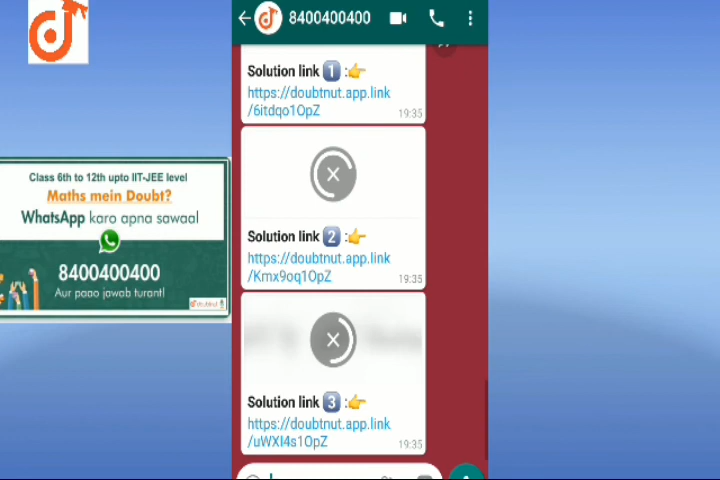 8400400400
Solution link 1 :👉
https://doubtnut.app.link
/6itdqo1OpZ
19:35
Class 6th to 12th upto IIT-JEE level
Maths mein Doubt?
WhatsApp karo apna sawaal
8400400400
Aur paao jawab turant!
doubtnut
Solution link 2 :👉
https://doubtnut.app.link
/Kmx9oq1OpZ
19:35
Solution link 3 :👉
https://doubtnut.app.link
/uWXI4s1OpZ
19:35